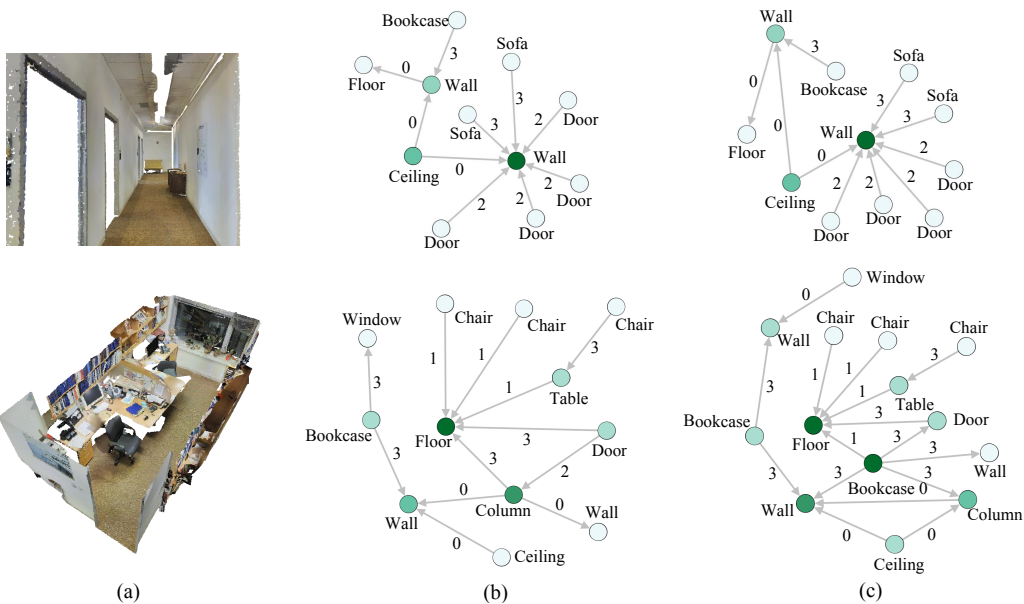 Bookcase
3
0
Floor
Wall
Sofa
3
2
Door
0
Sofa
3
Wall
Ceiling
0
2
2
2
Door
Door
Door
Wall
3
0
Bookcase
0
Floor
Sofa
3
Sofa
3
Wall
2
0
Door
Ceiling
2
2
2
Door
Door
Door
Window
Chair
Chair
Chair
1
1
3
3
1
Table
Bookcase
Floor
3
Door
3
3
2
0
Wall
Column
0
Wall
0
Ceiling
Window
0
Wall
Chair
Chair
Chair
3
1
1
3
1
Table
3
Door
Bookcase
Floor
1
3
3
Wall
3
3
3
Bookcase
0
Wall
Column
0
0
Ceiling
(a)
(b)
(c)